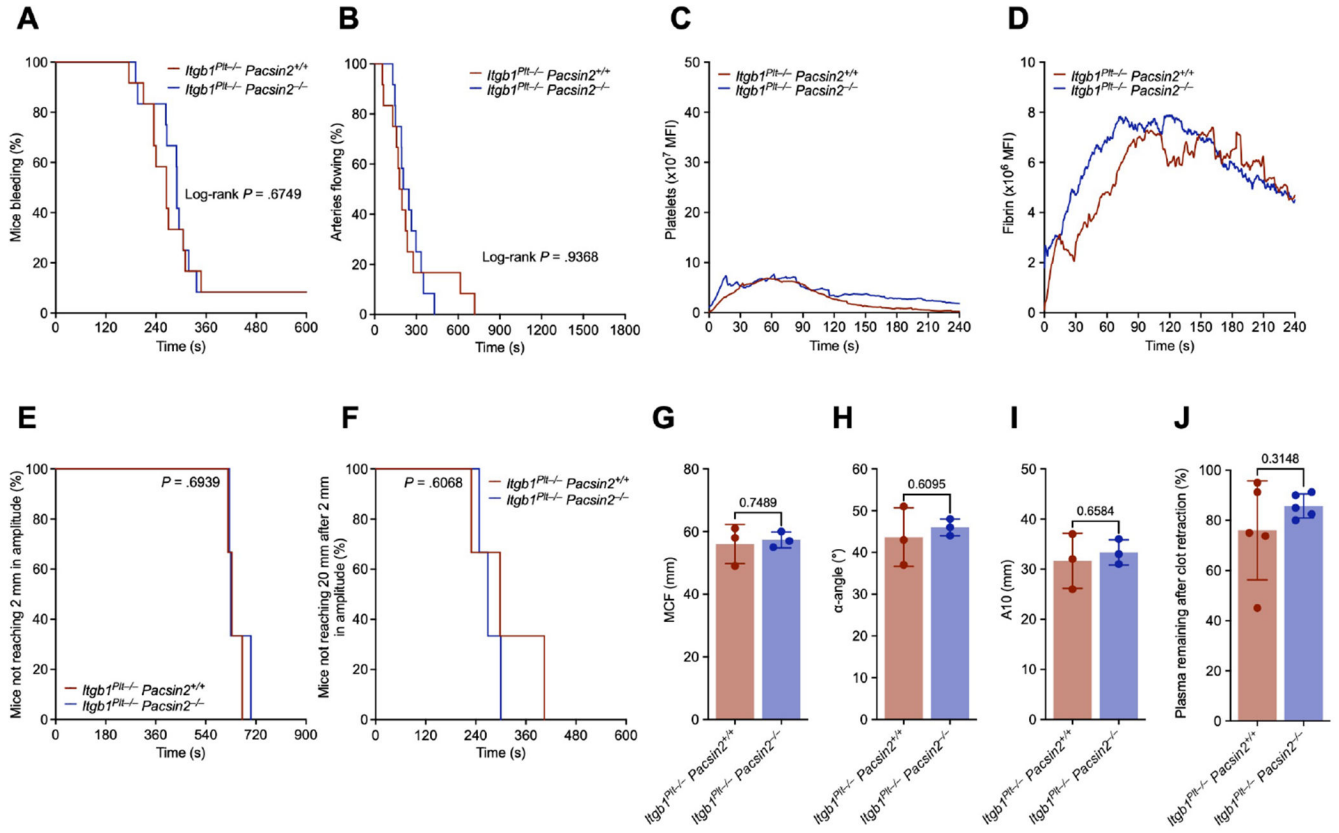 A
Mice bleeding (%)
100
80
60
40
20
0
Itgb1Plt–/– Pacsin2+/+
Itgb1Plt–/– Pacsin2–/–
Log-rank P = .6749
0 120 240 360 480 600
Time (s)
B
Arteries flowing (%)
100
80
60
40
20
0
Itgb1Plt–/– Pacsin2+/+
Itgb1Plt–/– Pacsin2–/–
Log-rank P = .9368
0 300 600 900 1200 1500 1800
Time (s)
C
Platelets (x10⁷ MFI)
50
40
30
20
10
0
Itgb1Plt–/– Pacsin2+/+
Itgb1Plt–/– Pacsin2–/–
0 30 60 90 120 150 180 210 240
Time (s)
D
Fibrin (x10⁶ MFI)
10
8
6
4
2
0
Itgb1Plt–/– Pacsin2+/+
Itgb1Plt–/– Pacsin2–/–
0 30 60 90 120 150 180 210 240
Time (s)
E
Mice not reaching 2 mm in amplitude (%)
100
80
60
40
20
0
P = .6939
Itgb1Plt–/– Pacsin2+/+
Itgb1Plt–/– Pacsin2–/–
0 180 360 540 720 900
Time (s)
F
Mice not reaching 20 mm after 2 mm
in amplitude (%)
100
80
60
40
20
0
P = .6068
Itgb1Plt–/– Pacsin2+/+
Itgb1Plt–/– Pacsin2–/–
0 120 240 360 480 600
Time (s)
G
MCF (mm)
80
60
40
20
0
0.7489
Itgb1Plt–/– Pacsin2+/+
Itgb1Plt–/– Pacsin2–/–
H
α-angle (°)
60
50
40
30
20
10
0
0.6095
Itgb1Plt–/– Pacsin2+/+
Itgb1Plt–/– Pacsin2–/–
I
A10 (mm)
50
40
30
20
10
0
0.6584
Itgb1Plt–/– Pacsin2+/+
Itgb1Plt–/– Pacsin2–/–
J
Plasma remaining after clot retraction (%)
100
80
60
40
20
0
0.3148
Itgb1Plt–/– Pacsin2+/+
Itgb1Plt–/– Pacsin2–/–